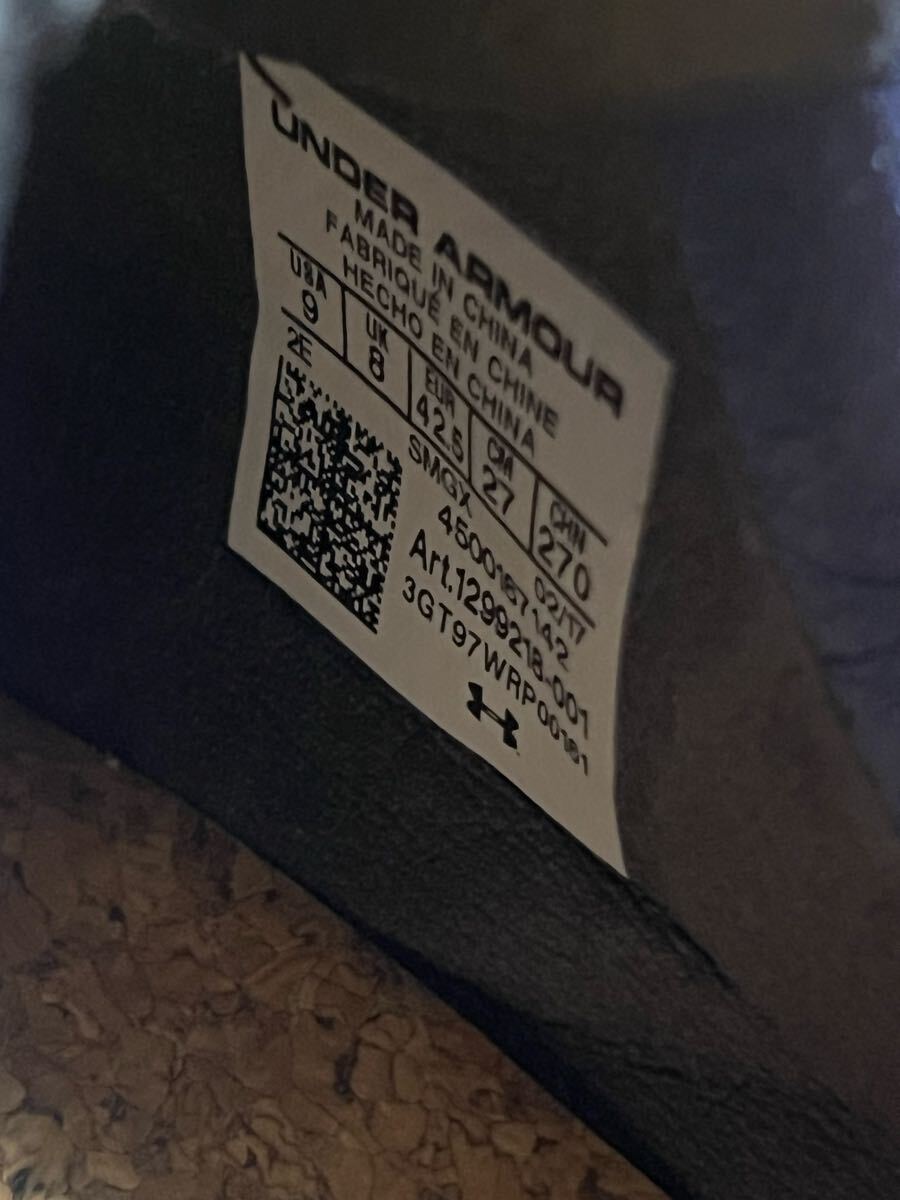 UNDER ARMOUR
MADE IN CHINA
FABRIQUÉ EN CHINE
HECHO EN CHINA
USA UK EUR CM CHN
9 8 42.5 27 270
2E SMGX 02/17
4500167142
Art.1299218-001
3GT97WRP00161